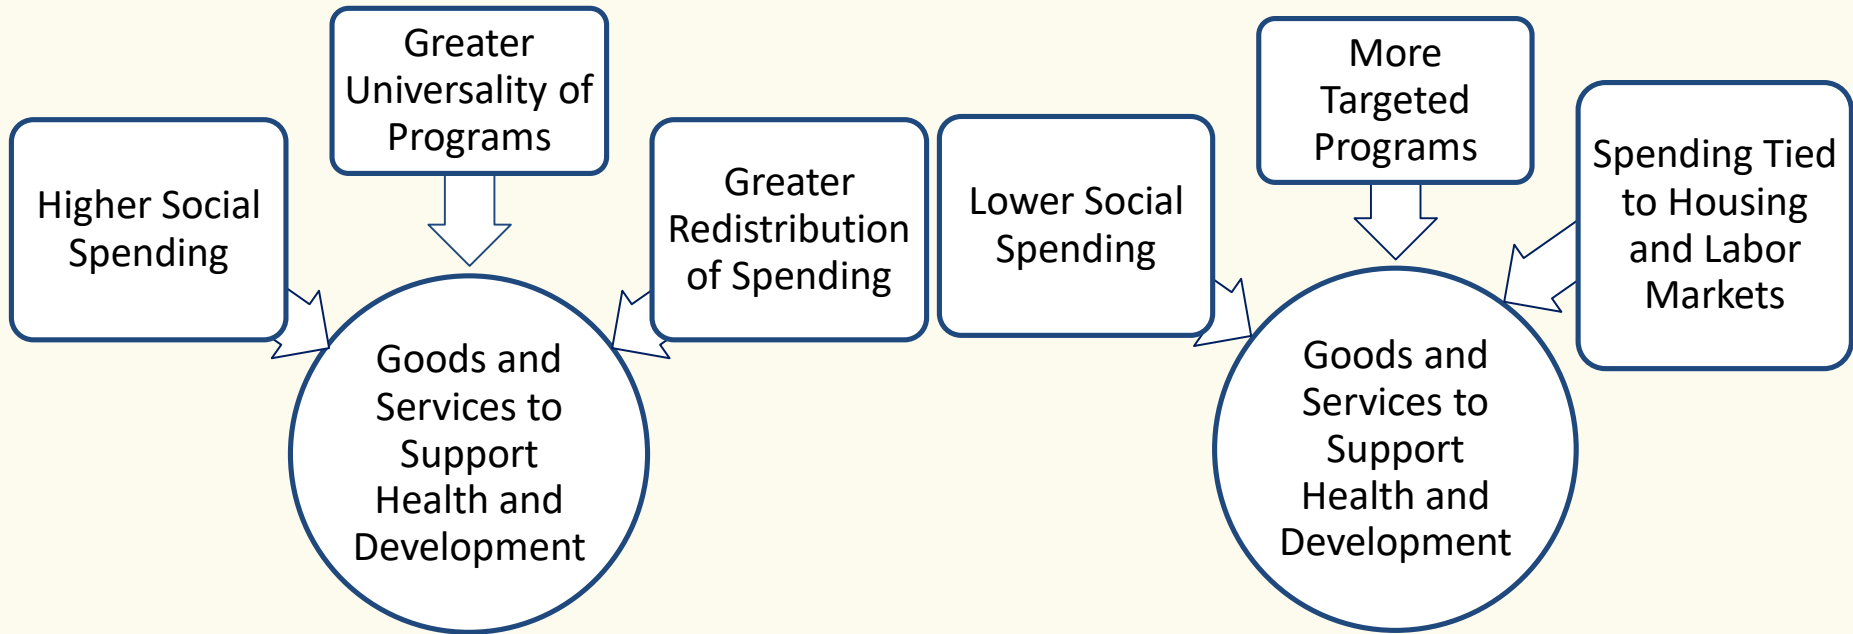 Greater
Universality of
Programs
Higher Social
Spending
Greater
Redistribution
of Spending
Goods and
Services to
Support
Health and
Development
More
Targeted
Programs
Lower Social
Spending
Spending Tied
to Housing
and Labor
Markets
Goods and
Services to
Support
Health and
Development